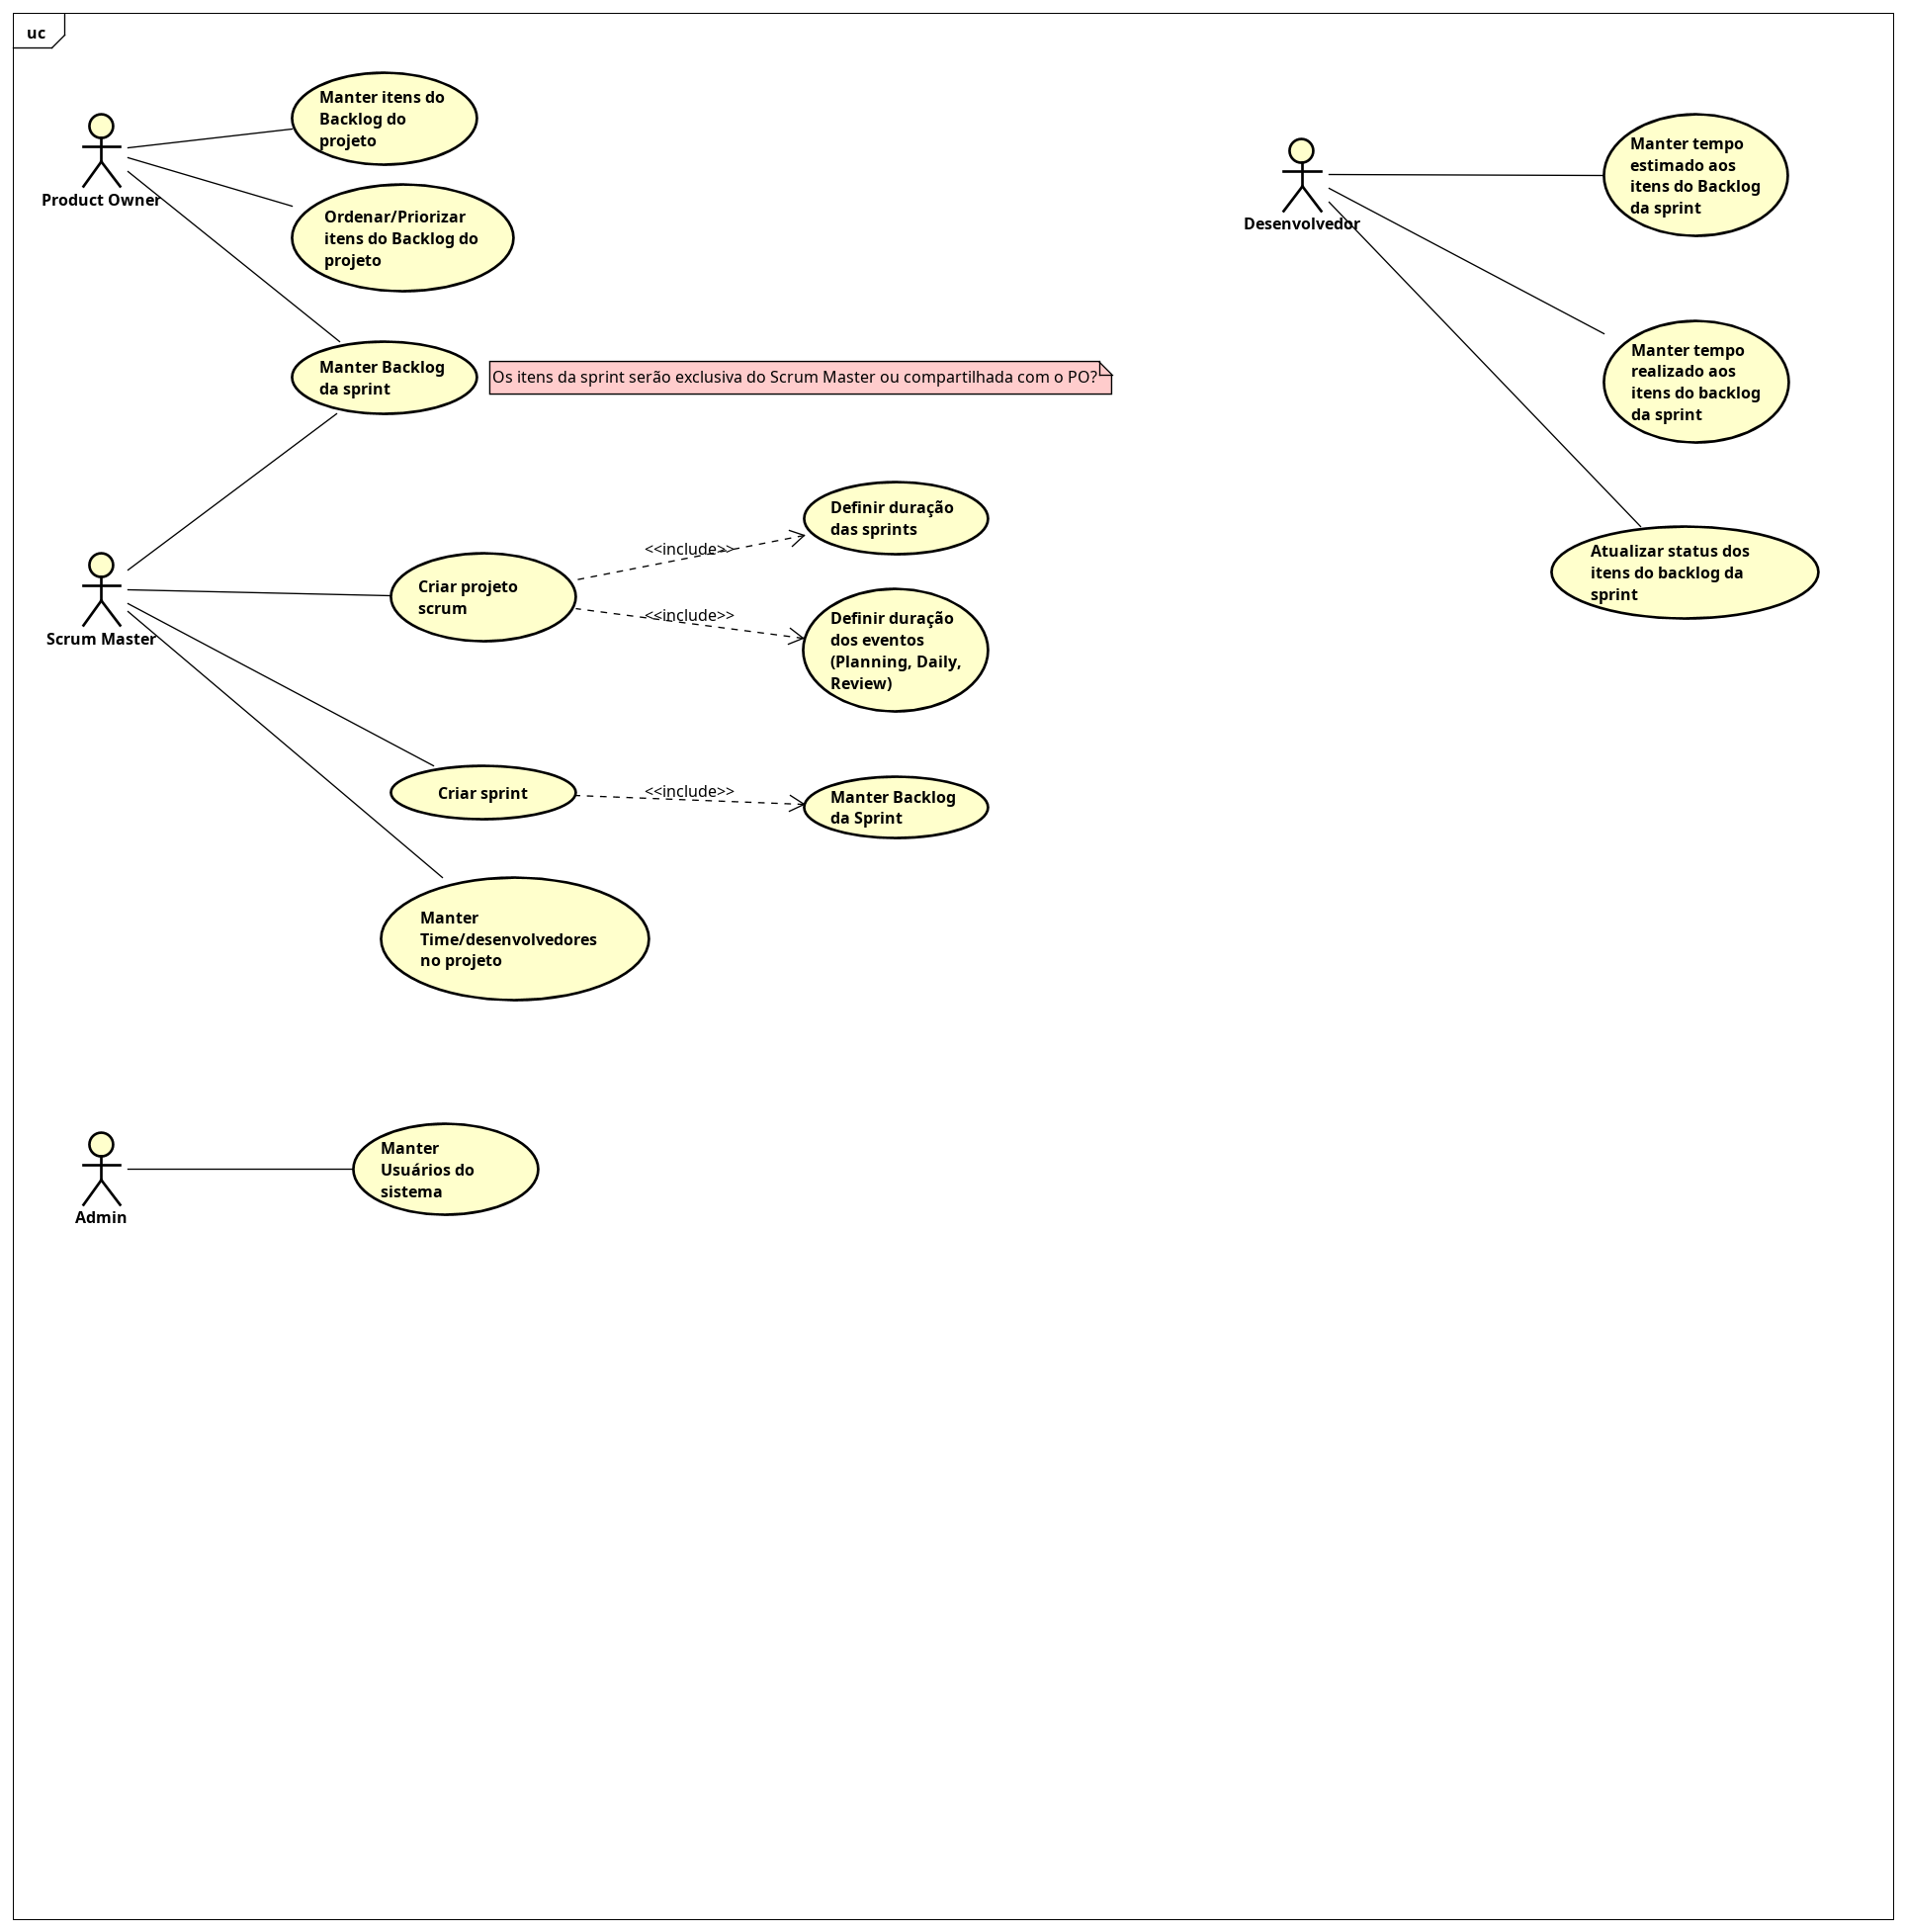 uc
Manter itens do
Backlog do
projeto
Product Owner
Ordenar/Priorizar
itens do Backlog do
projeto
Manter Backlog
da sprint
Os itens da sprint serão exclusiva do Scrum Master ou compartilhada com o PO?
Desenvolvedor
Manter tempo
estimado aos
itens do Backlog
da sprint
Manter tempo
realizado aos
itens do backlog
da sprint
Atualizar status dos
itens do backlog da
sprint
Scrum Master
Criar projeto
scrum
<<include>>
Definir duração
das sprints
<<include>>
Definir duração
dos eventos
(Planning, Daily,
Review)
Criar sprint
<<include>>
Manter Backlog
da Sprint
Manter
Time/desenvolvedores
no projeto
Admin
Manter
Usuários do
sistema